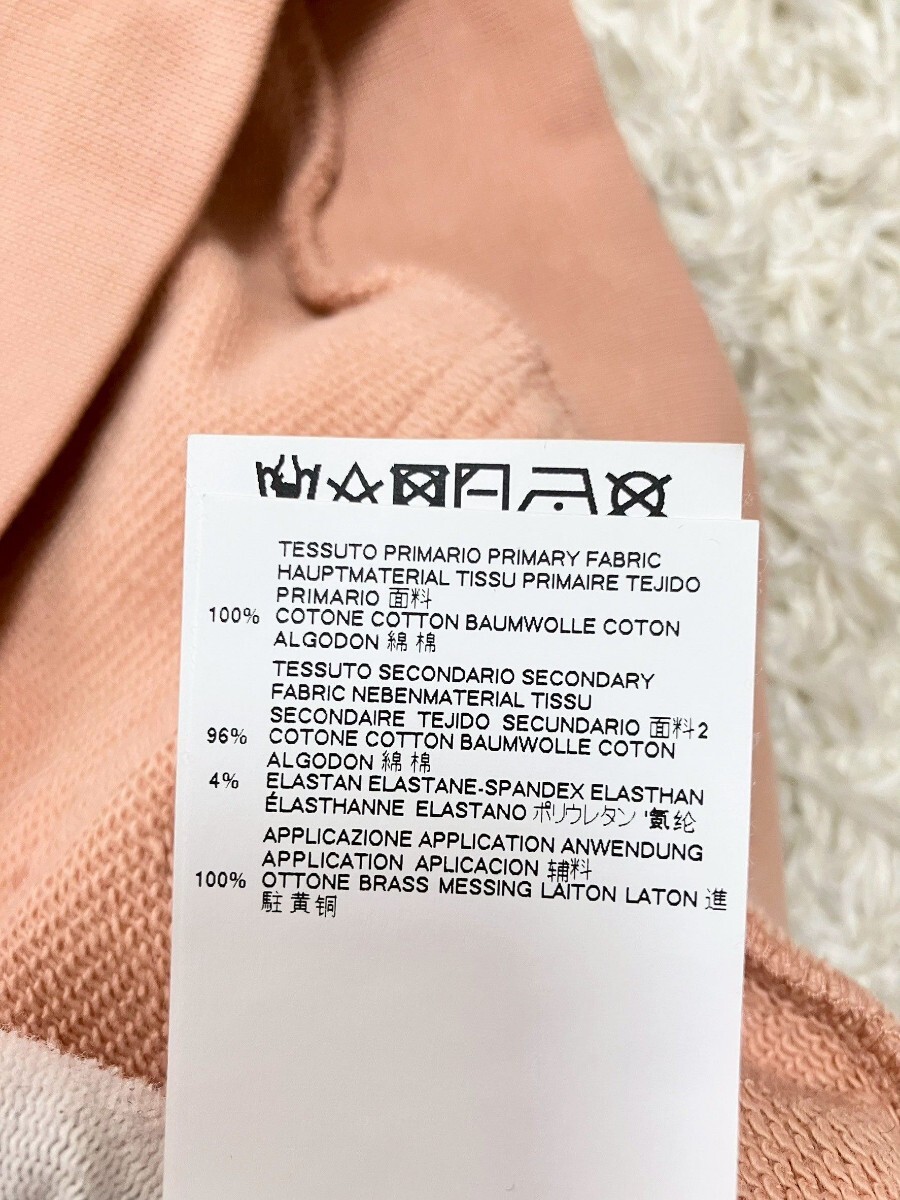 TESSUTO PRIMARIO PRIMARY FABRIC
HAUPTMATERIAL TISSU PRIMAIRE TEJIDO
PRIMARIO 面料
100% COTONE COTTON BAUMWOLLE COTON
ALGODON 綿 棉
TESSUTO SECONDARIO SECONDARY
FABRIC NEBENMATERIAL TISSU
SECONDAIRE TEJIDO SECUNDARIO 面料2
96% COTONE COTTON BAUMWOLLE COTON
ALGODON 綿 棉
4% ELASTAN ELASTANE-SPANDEX ELASTHAN
ÉLASTHANNE ELASTANO ポリウレタン '氨纶
APPLICAZIONE APPLICATION ANWENDUNG
APPLICATION APLICACION 辅料
100% OTTONE BRASS MESSING LAITON LATON 進
駐 黄铜